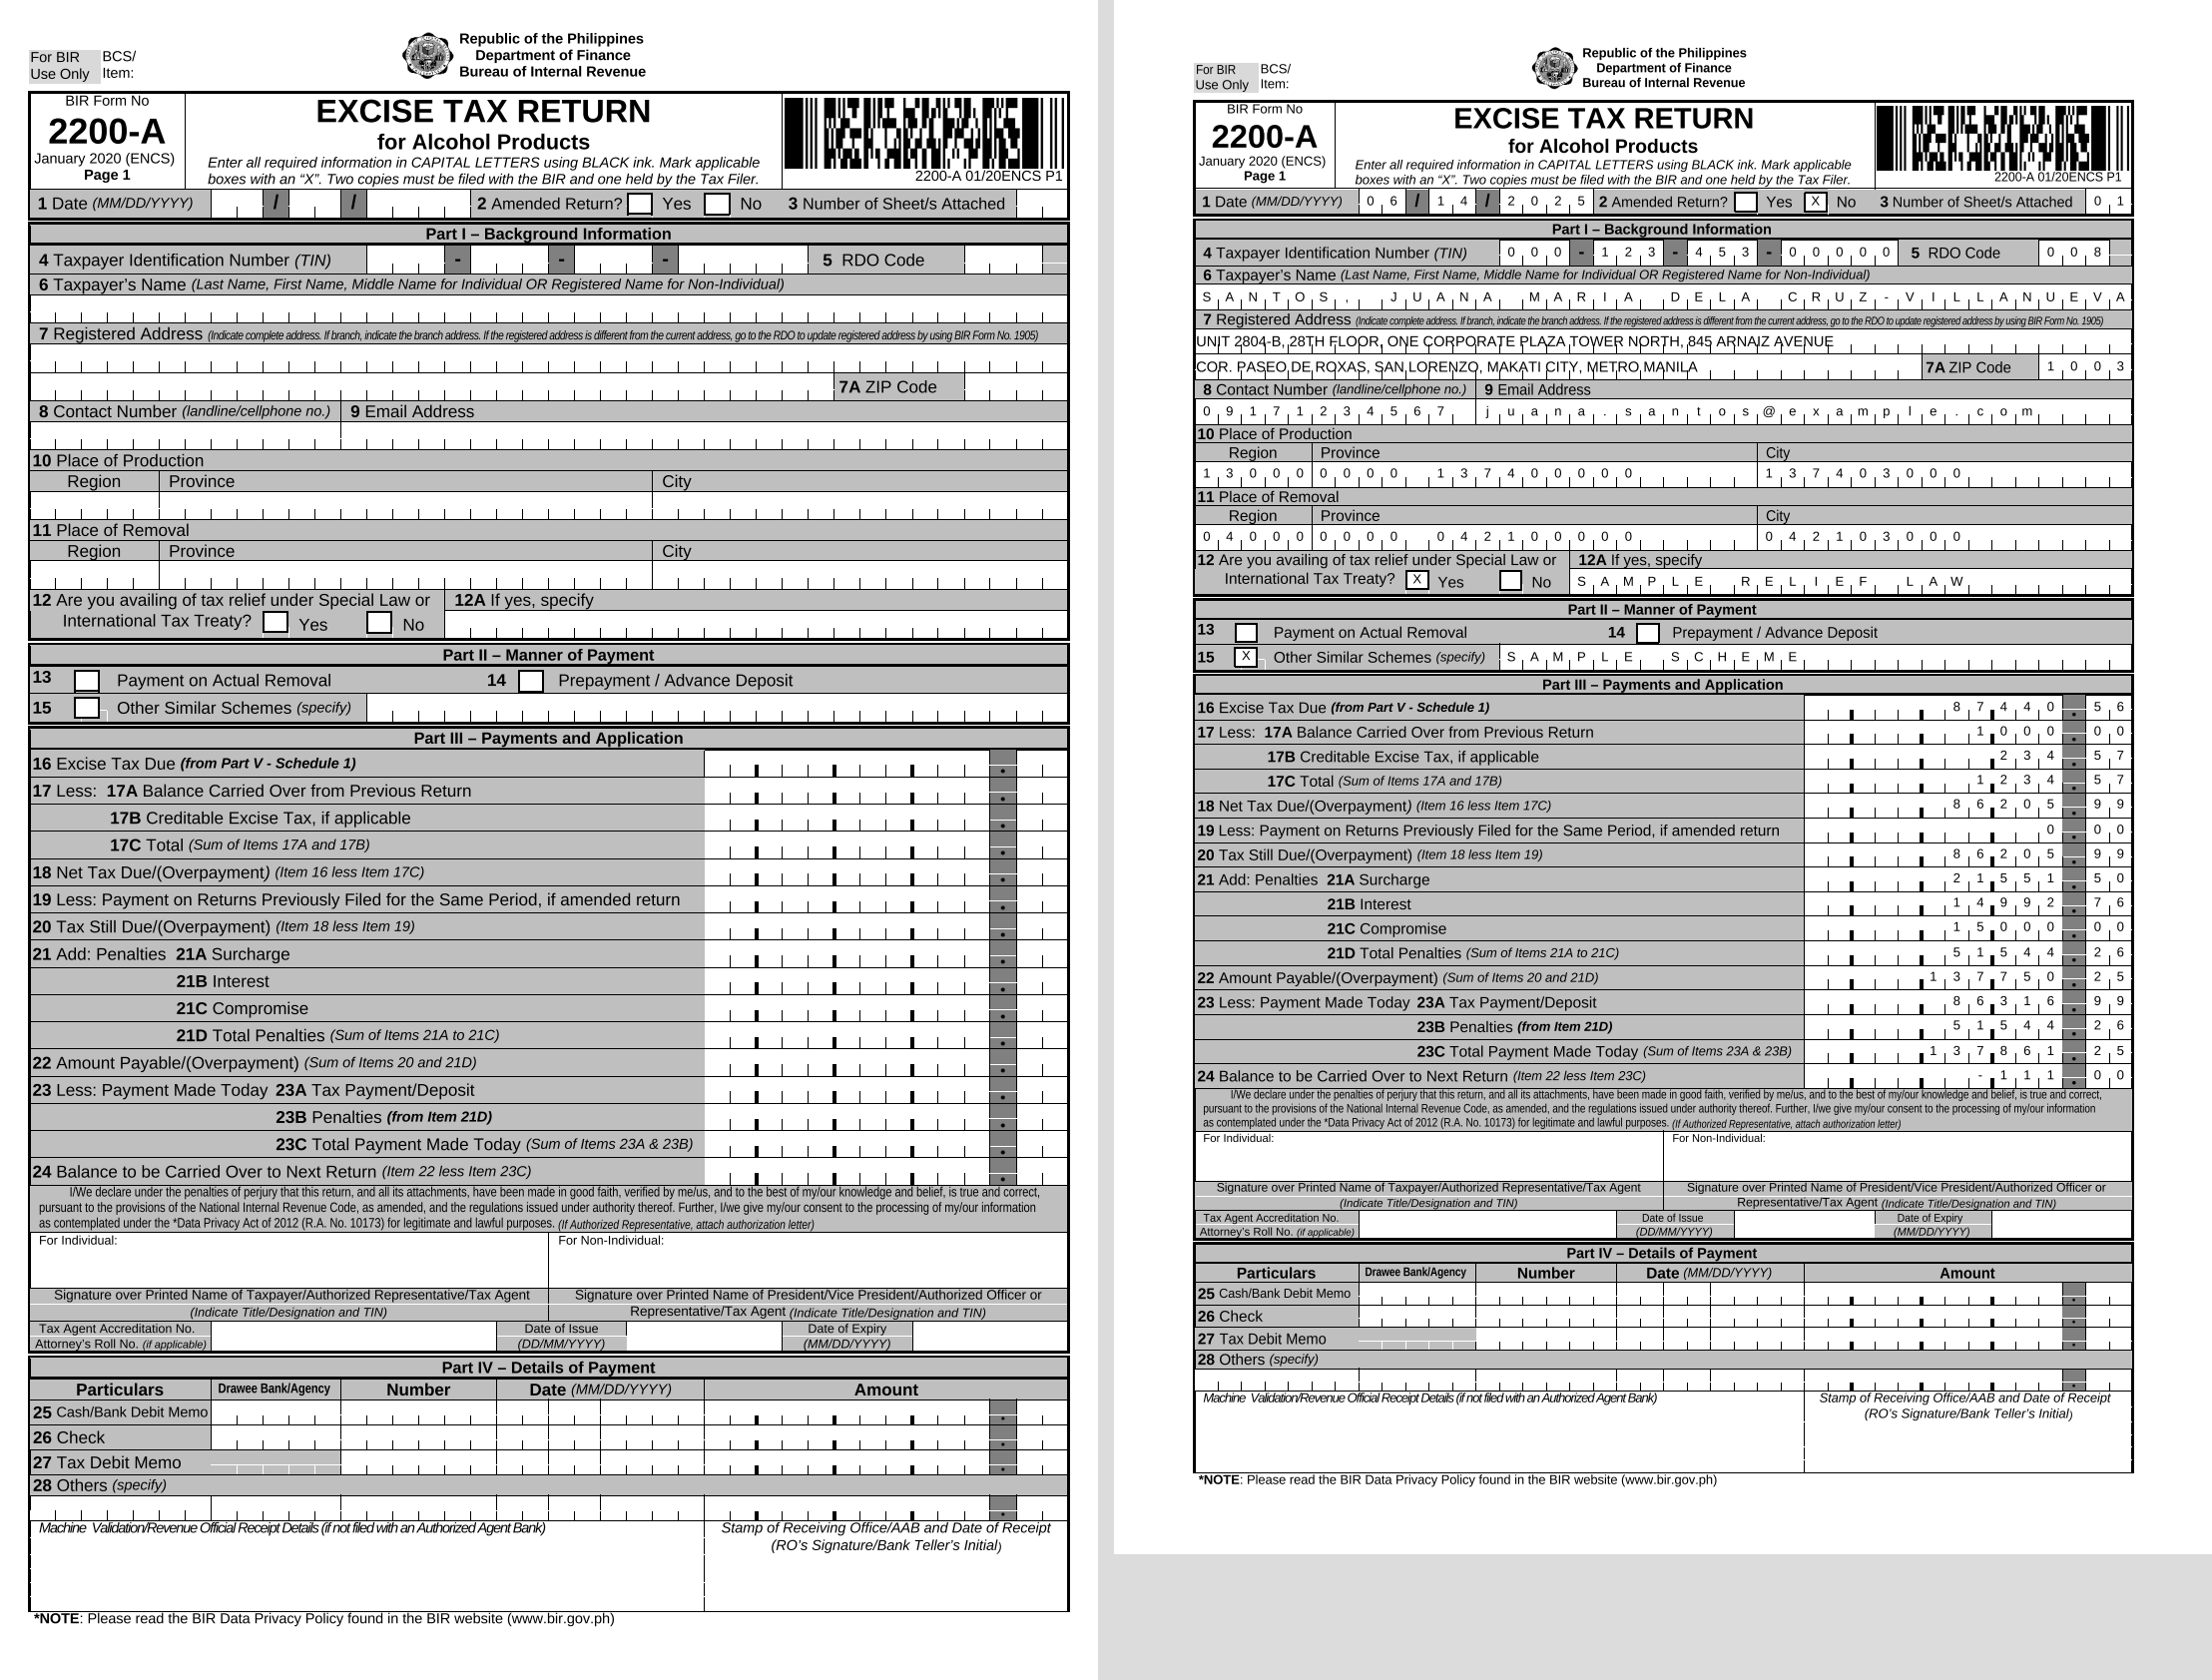 For BIR Use Only
BCS/ Item:
Republic of the Philippines
Department of Finance
Bureau of Internal Revenue
BIR Form No
2200-A
January 2020 (ENCS)
Page 1
EXCISE TAX RETURN
for Alcohol Products
Enter all required information in CAPITAL LETTERS using BLACK ink. Mark applicable
boxes with an “X”. Two copies must be filed with the BIR and one held by the Tax Filer.
2200-A 01/20ENCS P1
1 Date (MM/DD/YYYY) / / 2 Amended Return? Yes No 3 Number of Sheet/s Attached
Part I – Background Information
4 Taxpayer Identification Number (TIN) - - - 5 RDO Code
6 Taxpayer’s Name (Last Name, First Name, Middle Name for Individual OR Registered Name for Non-Individual)
7 Registered Address (Indicate complete address. If branch, indicate the branch address. If the registered address is different from the current address, go to the RDO to update registered address by using BIR Form No. 1905)
7A ZIP Code
8 Contact Number (landline/cellphone no.) 9 Email Address
10 Place of Production
Region Province City
11 Place of Removal
Region Province City
12 Are you availing of tax relief under Special Law or 12A If yes, specify
International Tax Treaty? Yes No
Part II – Manner of Payment
13 Payment on Actual Removal 14 Prepayment / Advance Deposit
15 Other Similar Schemes (specify)
Part III – Payments and Application
16 Excise Tax Due (from Part V - Schedule 1)
17 Less: 17A Balance Carried Over from Previous Return
17B Creditable Excise Tax, if applicable
17C Total (Sum of Items 17A and 17B)
18 Net Tax Due/(Overpayment) (Item 16 less Item 17C)
19 Less: Payment on Returns Previously Filed for the Same Period, if amended return
20 Tax Still Due/(Overpayment) (Item 18 less Item 19)
21 Add: Penalties 21A Surcharge
21B Interest
21C Compromise
21D Total Penalties (Sum of Items 21A to 21C)
22 Amount Payable/(Overpayment) (Sum of Items 20 and 21D)
23 Less: Payment Made Today 23A Tax Payment/Deposit
23B Penalties (from Item 21D)
23C Total Payment Made Today (Sum of Items 23A & 23B)
24 Balance to be Carried Over to Next Return (Item 22 less Item 23C)
I/We declare under the penalties of perjury that this return, and all its attachments, have been made in good faith, verified by me/us, and to the best of my/our knowledge and belief, is true and correct,
pursuant to the provisions of the National Internal Revenue Code, as amended, and the regulations issued under authority thereof. Further, I/we give my/our consent to the processing of my/our information
as contemplated under the *Data Privacy Act of 2012 (R.A. No. 10173) for legitimate and lawful purposes. (If Authorized Representative, attach authorization letter)
For Individual: For Non-Individual:
Signature over Printed Name of Taxpayer/Authorized Representative/Tax Agent Signature over Printed Name of President/Vice President/Authorized Officer or
(Indicate Title/Designation and TIN) Representative/Tax Agent (Indicate Title/Designation and TIN)
Tax Agent Accreditation No. Date of Issue Date of Expiry
Attorney’s Roll No. (if applicable) (DD/MM/YYYY) (MM/DD/YYYY)
Part IV – Details of Payment
Particulars Drawee Bank/Agency Number Date (MM/DD/YYYY) Amount
25 Cash/Bank Debit Memo
26 Check
27 Tax Debit Memo
28 Others (specify)
Machine Validation/Revenue Official Receipt Details (if not filed with an Authorized Agent Bank) Stamp of Receiving Office/AAB and Date of Receipt
(RO’s Signature/Bank Teller’s Initial)
*NOTE: Please read the BIR Data Privacy Policy found in the BIR website (www.bir.gov.ph)
For BIR Use Only
BCS/ Item:
Republic of the Philippines
Department of Finance
Bureau of Internal Revenue
BIR Form No
2200-A
January 2020 (ENCS)
Page 1
EXCISE TAX RETURN
for Alcohol Products
Enter all required information in CAPITAL LETTERS using BLACK ink. Mark applicable
boxes with an “X”. Two copies must be filed with the BIR and one held by the Tax Filer.
2200-A 01/20ENCS P1
1 Date (MM/DD/YYYY) 06 / 14 / 2025 2 Amended Return? Yes X No 3 Number of Sheet/s Attached 01
Part I – Background Information
4 Taxpayer Identification Number (TIN) 000 - 123 - 453 - 00000 5 RDO Code 008
6 Taxpayer’s Name (Last Name, First Name, Middle Name for Individual OR Registered Name for Non-Individual)
SANTOS, JUANA MARIA DELA CRUZ-VILLANUEVA
7 Registered Address (Indicate complete address. If branch, indicate the branch address. If the registered address is different from the current address, go to the RDO to update registered address by using BIR Form No. 1905)
UNIT 2804-B, 28TH FLOOR, ONE CORPORATE PLAZA TOWER NORTH, 845 ARNAIZ AVENUE
COR. PASEO DE ROXAS, SAN LORENZO, MAKATI CITY, METRO MANILA 7A ZIP Code 1003
8 Contact Number (landline/cellphone no.) 9 Email Address
09171234567 juana.santos@example.com
10 Place of Production
Region Province City
13000 0000 137400000 137403000
11 Place of Removal
Region Province City
04000 0000 042100000 042103000
12 Are you availing of tax relief under Special Law or 12A If yes, specify
International Tax Treaty? X Yes No SAMPLE RELIEF LAW
Part II – Manner of Payment
13 Payment on Actual Removal 14 Prepayment / Advance Deposit
15 X Other Similar Schemes (specify) SAMPLE SCHEME
Part III – Payments and Application
16 Excise Tax Due (from Part V - Schedule 1) 87440.56
17 Less: 17A Balance Carried Over from Previous Return 1000.00
17B Creditable Excise Tax, if applicable 234.57
17C Total (Sum of Items 17A and 17B) 1234.57
18 Net Tax Due/(Overpayment) (Item 16 less Item 17C) 86205.99
19 Less: Payment on Returns Previously Filed for the Same Period, if amended return 0.00
20 Tax Still Due/(Overpayment) (Item 18 less Item 19) 86205.99
21 Add: Penalties 21A Surcharge 21551.50
21B Interest 14992.76
21C Compromise 15000.00
21D Total Penalties (Sum of Items 21A to 21C) 51544.26
22 Amount Payable/(Overpayment) (Sum of Items 20 and 21D) 137750.25
23 Less: Payment Made Today 23A Tax Payment/Deposit 86316.99
23B Penalties (from Item 21D) 51544.26
23C Total Payment Made Today (Sum of Items 23A & 23B) 137861.25
24 Balance to be Carried Over to Next Return (Item 22 less Item 23C) -111.00
I/We declare under the penalties of perjury that this return, and all its attachments, have been made in good faith, verified by me/us, and to the best of my/our knowledge and belief, is true and correct,
pursuant to the provisions of the National Internal Revenue Code, as amended, and the regulations issued under authority thereof. Further, I/we give my/our consent to the processing of my/our information
as contemplated under the *Data Privacy Act of 2012 (R.A. No. 10173) for legitimate and lawful purposes. (If Authorized Representative, attach authorization letter)
For Individual: For Non-Individual:
Signature over Printed Name of Taxpayer/Authorized Representative/Tax Agent Signature over Printed Name of President/Vice President/Authorized Officer or
(Indicate Title/Designation and TIN) Representative/Tax Agent (Indicate Title/Designation and TIN)
Tax Agent Accreditation No. Date of Issue Date of Expiry
Attorney’s Roll No. (if applicable) (DD/MM/YYYY) (MM/DD/YYYY)
Part IV – Details of Payment
Particulars Drawee Bank/Agency Number Date (MM/DD/YYYY) Amount
25 Cash/Bank Debit Memo
26 Check
27 Tax Debit Memo
28 Others (specify)
Machine Validation/Revenue Official Receipt Details (if not filed with an Authorized Agent Bank) Stamp of Receiving Office/AAB and Date of Receipt
(RO’s Signature/Bank Teller’s Initial)
*NOTE: Please read the BIR Data Privacy Policy found in the BIR website (www.bir.gov.ph)